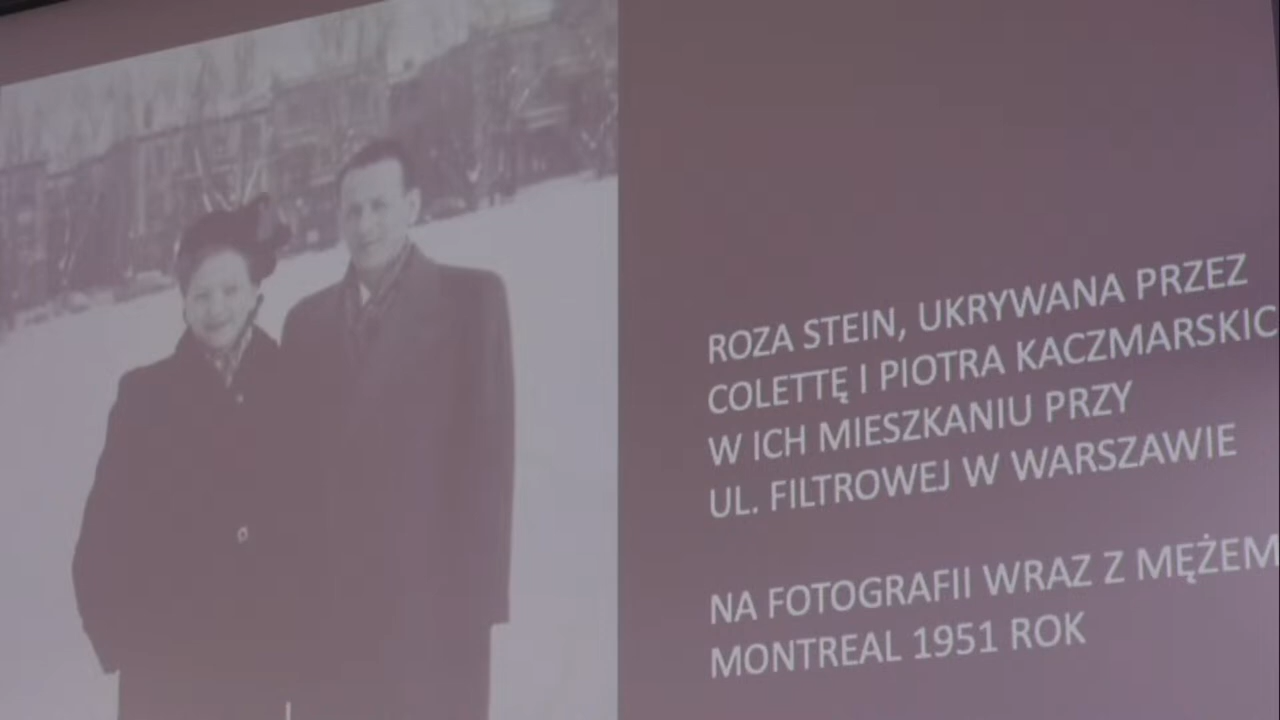 ROZA STEIN, UKRYWANA PRZEZ
COLETTĘ I PIOTRA KACZMARSKIC
W ICH MIESZKANIU PRZY
UL. FILTROWEJ W WARSZAWIE
NA FOTOGRAFII WRAZ Z MĘŻEM
MONTREAL 1951 ROK